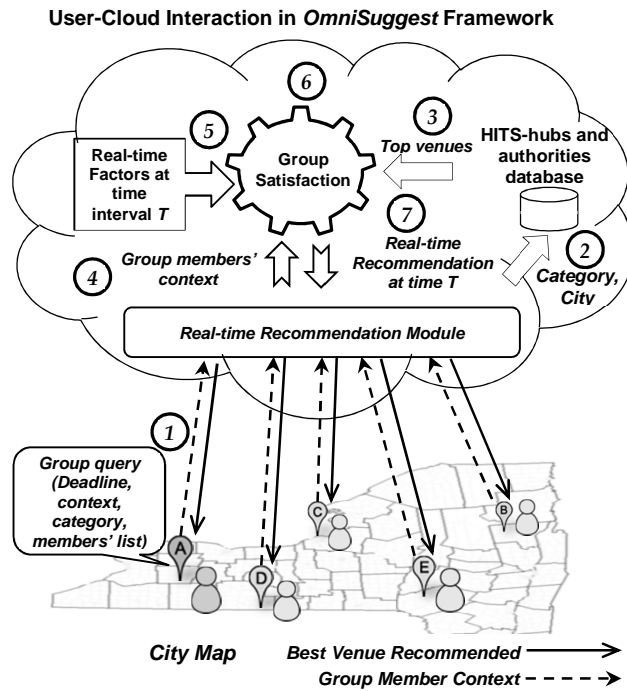 User-Cloud Interaction in OmniSuggest Framework
6
5
3
Top venues
HITS-hubs and
authorities
database
Real-time
Factors at
time
interval T
Group
Satisfaction
7
2
4
Group members'
context
Real-time
Recommendation
at time T
Category,
City
Real-time Recommendation Module
1
Group query
(Deadline,
context,
category,
members' list)
A
D
C
E
B
City Map
Best Venue Recommended
Group Member Context